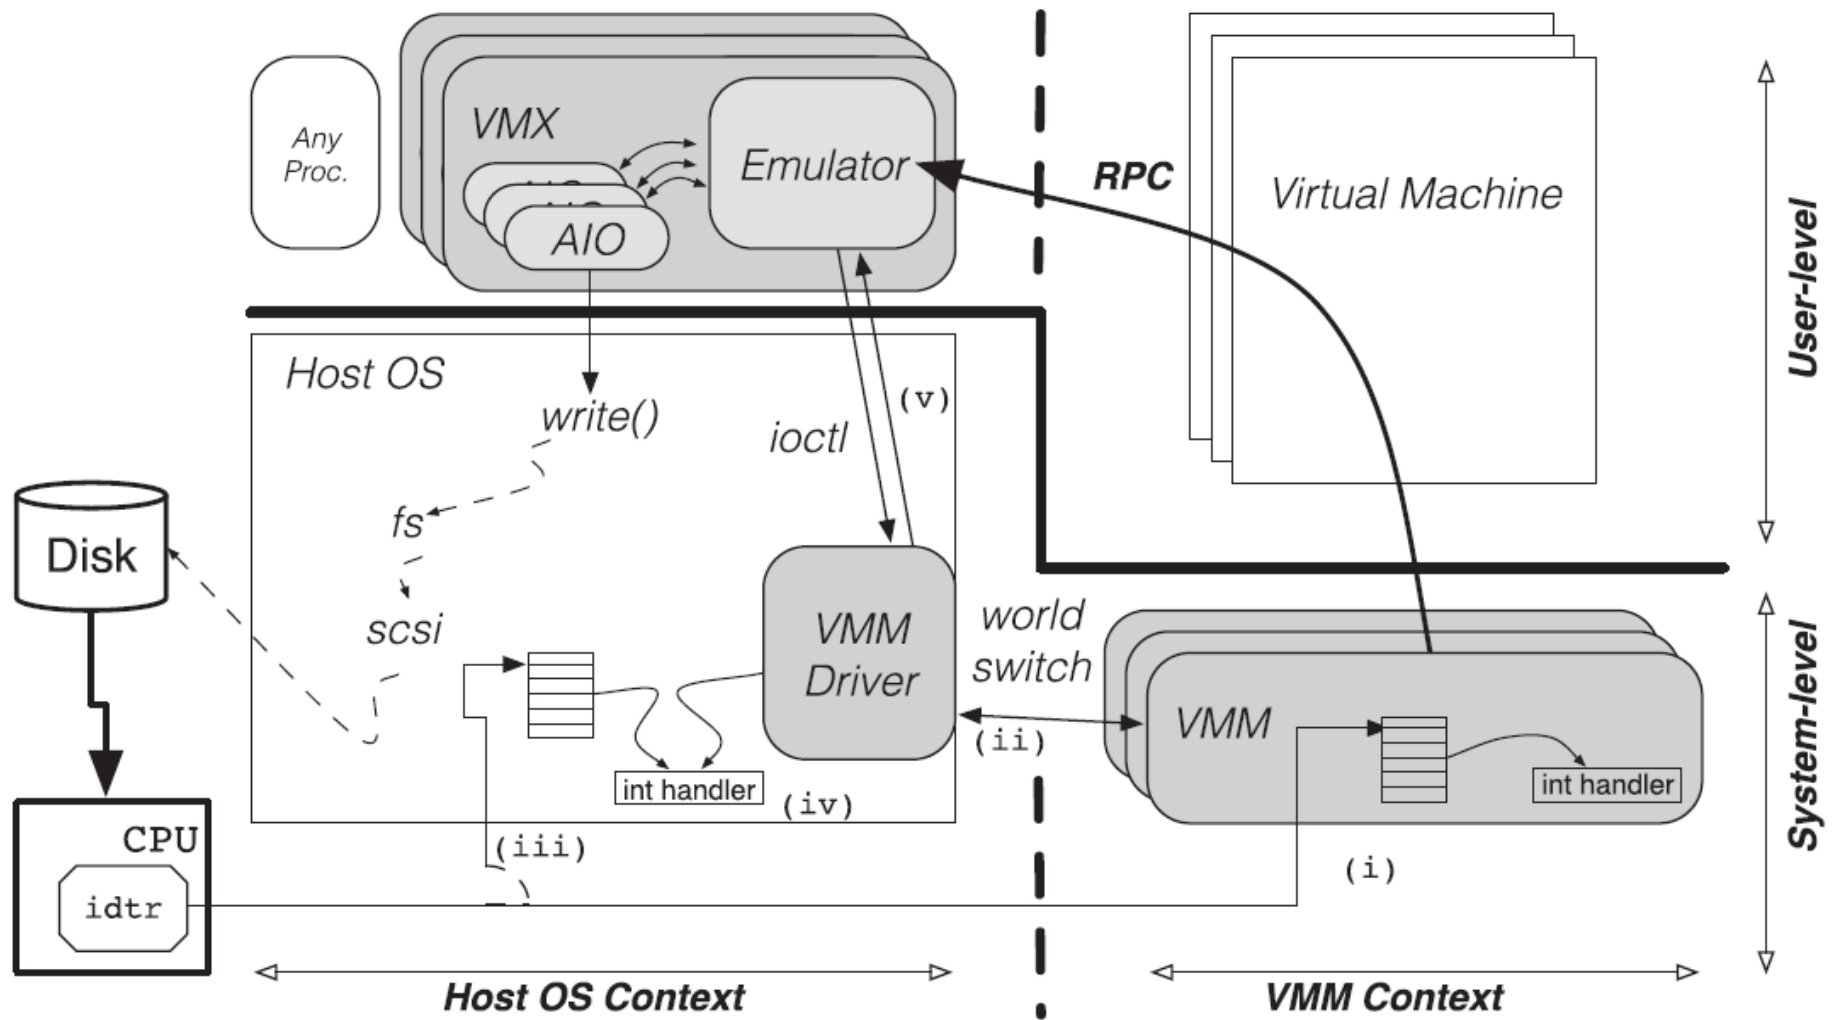 Any
Proc.
VMX
AIO
Emulator
RPC
Virtual Machine
User-level
Host OS
write()
(v)
ioctl
fs
Disk
scsi
VMM
Driver
world
switch
(ii)
VMM
int handler
int handler
(iv)
System-level
CPU
(iii)
(i)
idtr
Host OS Context
VMM Context